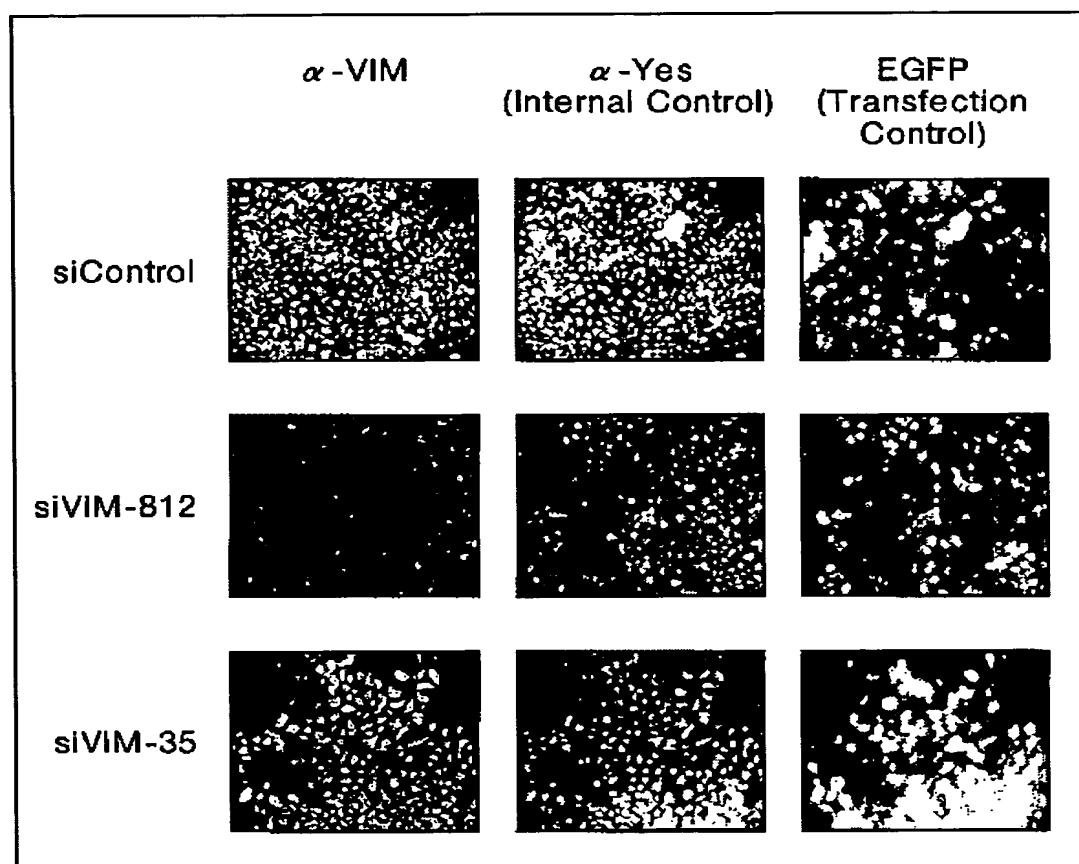 α-VIM
α-Yes
(Internal Control)
EGFP
(Transfection
Control)
siControl
siVIM-812
siVIM-35